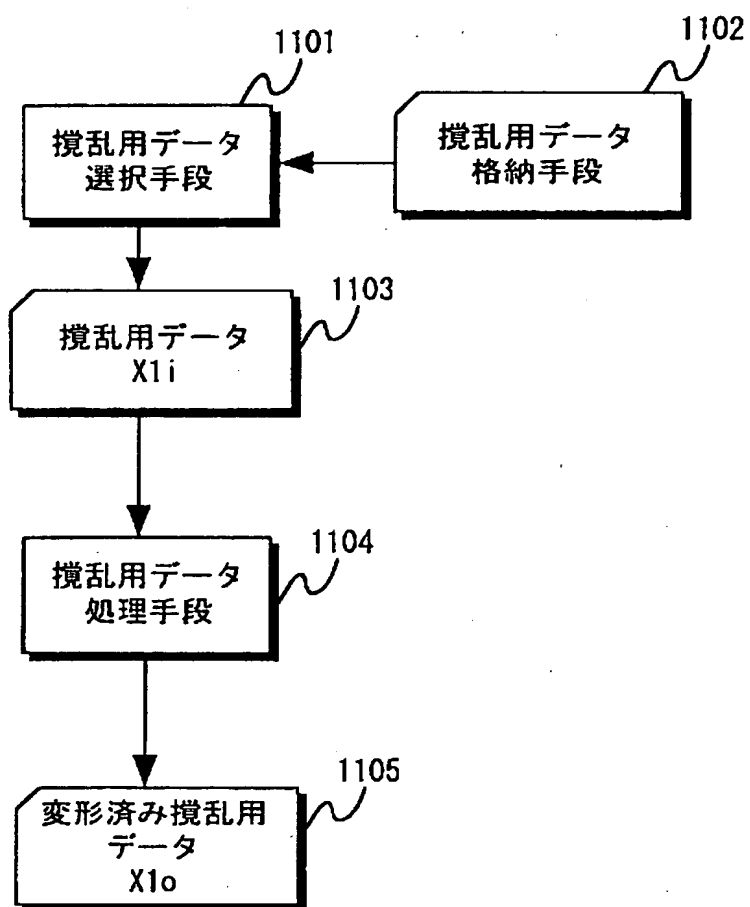 1101
1102
撹乱用データ
選択手段
撹乱用データ
格納手段
1103
撹乱用データ
X1i
1104
撹乱用データ
処理手段
1105
変形済み撹乱用
データ
X1o